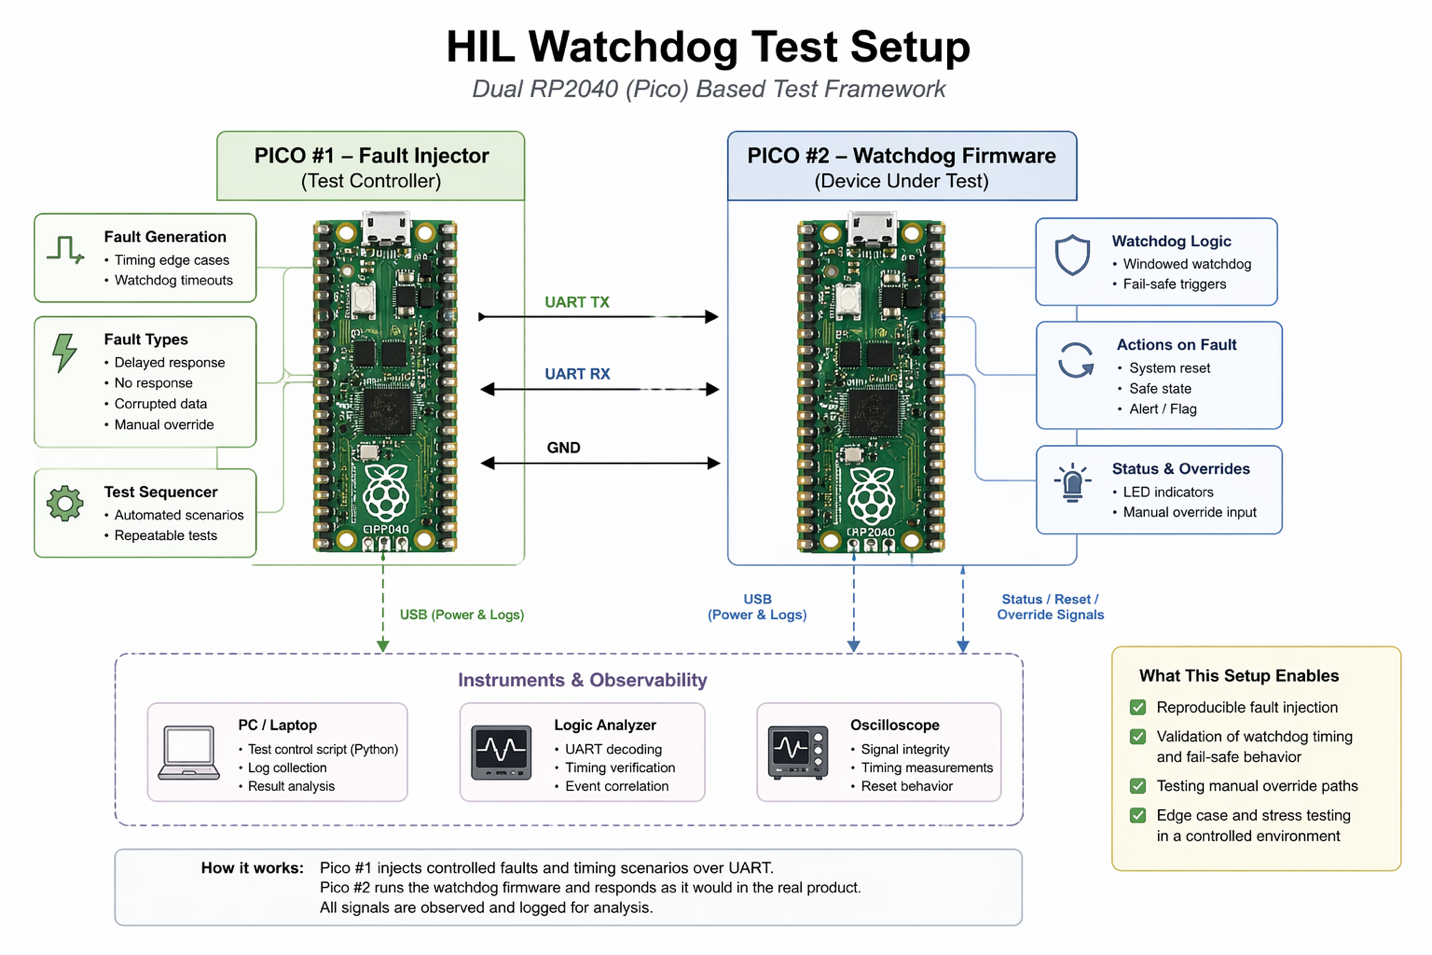 HIL Watchdog Test Setup
Dual RP2040 (Pico) Based Test Framework
PICO #1 – Fault Injector
(Test Controller)
PICO #2 – Watchdog Firmware
(Device Under Test)
Fault Generation
• Timing edge cases
• Watchdog timeouts
Fault Types
• Delayed response
• No response
• Corrupted data
• Manual override
Test Sequencer
• Automated scenarios
• Repeatable tests
UART TX
UART RX
GND
Watchdog Logic
• Windowed watchdog
• Fail-safe triggers
Actions on Fault
• System reset
• Safe state
• Alert / Flag
Status & Overrides
• LED indicators
• Manual override input
USB (Power & Logs)
USB
(Power & Logs)
Status / Reset /
Override Signals
Instruments & Observability
PC / Laptop
• Test control script (Python)
• Log collection
• Result analysis
Logic Analyzer
• UART decoding
• Timing verification
• Event correlation
Oscilloscope
• Signal integrity
• Timing measurements
• Reset behavior
What This Setup Enables
Reproducible fault injection
Validation of watchdog timing
and fail-safe behavior
Testing manual override paths
Edge case and stress testing
in a controlled environment
How it works: Pico #1 injects controlled faults and timing scenarios over UART.
Pico #2 runs the watchdog firmware and responds as it would in the real product.
All signals are observed and logged for analysis.